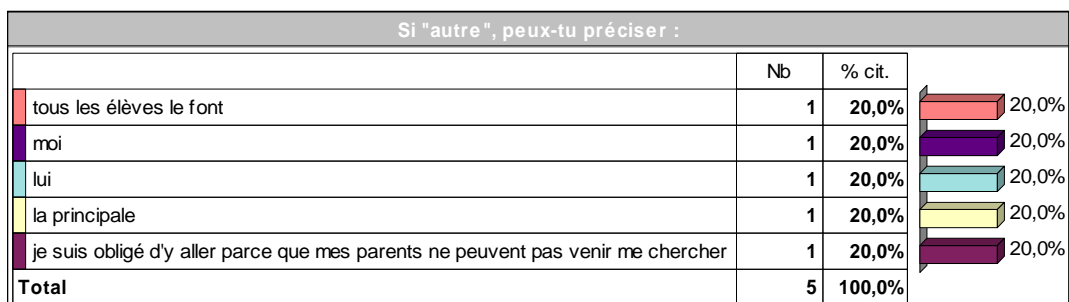 Si "autre", peux-tu préciser :
Nb % cit.
tous les élèves le font 1 20,0% 20,0%
moi 1 20,0% 20,0%
lui 1 20,0% 20,0%
la principale 1 20,0% 20,0%
je suis obligé d'y aller parce que mes parents ne peuvent pas venir me chercher 1 20,0% 20,0%
Total 5 100,0%